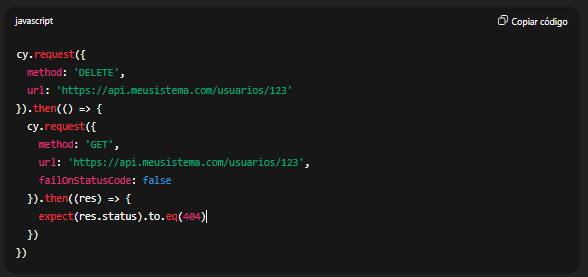 javascript
Copiar código
cy.request({
  method: 'DELETE',
  url: 'https://api.meusistema.com/usuarios/123'
}).then(() => {
  cy.request({
    method: 'GET',
    url: 'https://api.meusistema.com/usuarios/123',
    failOnStatusCode: false
  }).then((res) => {
    expect(res.status).to.eq(404)
  })
})